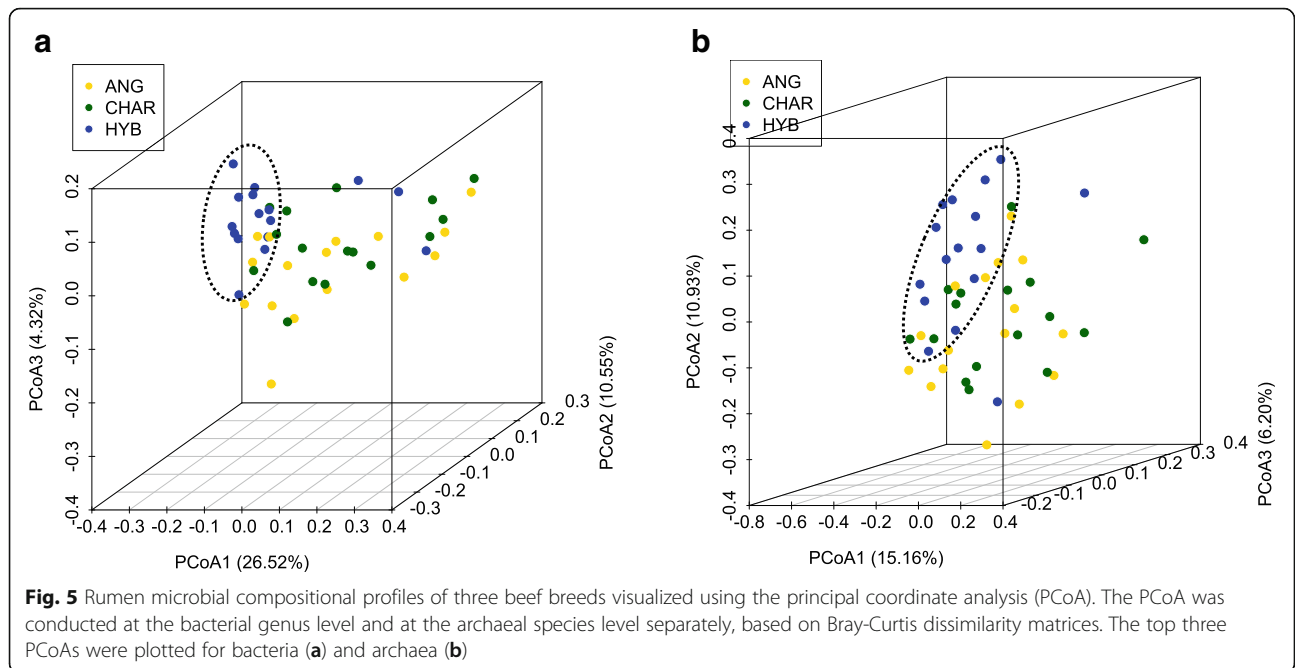 a
ANG
CHAR
HYB
0.2
0.1
0.0
-0.1
-0.2
-0.3
-0.4
PCoA3 (4.32%)
-0.4 -0.3 -0.2 -0.1 0.0 0.1 0.2 0.3 0.4
PCoA1 (26.52%)
-0.3
-0.2
-0.1
0.0
0.1
0.2
0.3
PCoA2 (10.55%)
b
ANG
CHAR
HYB
0.4
0.3
0.2
0.1
0.0
-0.1
-0.2
-0.3
-0.4
PCoA2 (10.93%)
-0.8 -0.6 -0.4 -0.2 0.0 0.2 0.4
PCoA1 (15.16%)
-0.2
-0.1
0.0
0.1
0.2
0.3
0.4
PCoA3 (6.20%)
Fig. 5 Rumen microbial compositional profiles of three beef breeds visualized using the principal coordinate analysis (PCoA). The PCoA was
conducted at the bacterial genus level and at the archaeal species level separately, based on Bray-Curtis dissimilarity matrices. The top three
PCoAs were plotted for bacteria (a) and archaea (b)